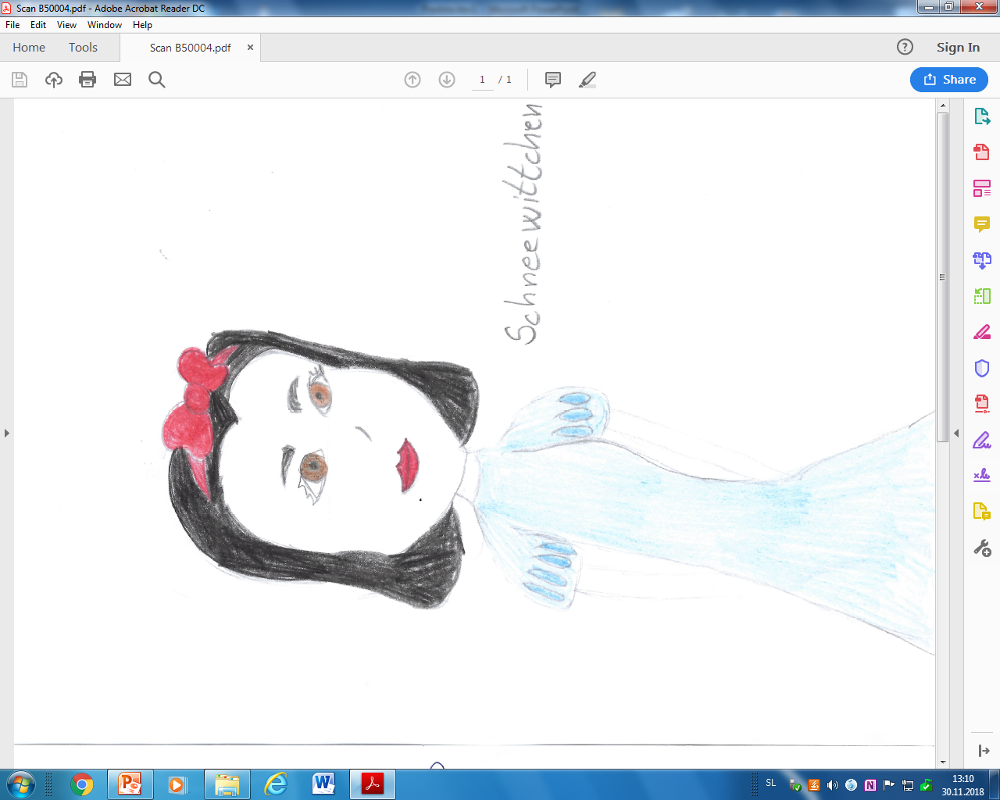 Scan B50004.pdf - Adobe Acrobat Reader DC
File Edit View Window Help
Home Tools Scan B50004.pdf × ? Sign In
1 / 1 Share
Schneewittchen
SL 13:10
30.11.2018